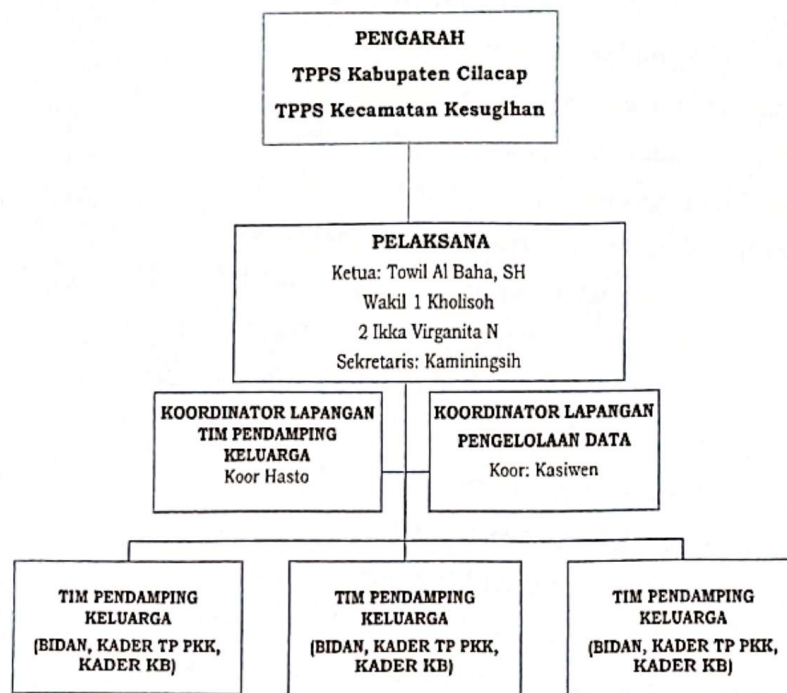 PENGARAH
TPPS Kabupaten Cilacap
TPPS Kecamatan Kesugihan
PELAKSANA
Ketua: Towil Al Baha, SH
Wakil 1 Kholisoh
2 Ikka Virganita N
Sekretaris: Kaminingsih
KOORDINATOR LAPANGAN
TIM PENDAMPING
KELUARGA
Koor Hasto
KOORDINATOR LAPANGAN
PENGELOLAAN DATA
Koor: Kasiwen
TIM PENDAMPING
KELUARGA
(BIDAN, KADER TP PKK,
KADER KB)
TIM PENDAMPING
KELUARGA
(BIDAN, KADER TP PKK,
KADER KB)
TIM PENDAMPING
KELUARGA
(BIDAN, KADER TP PKK,
KADER KB)